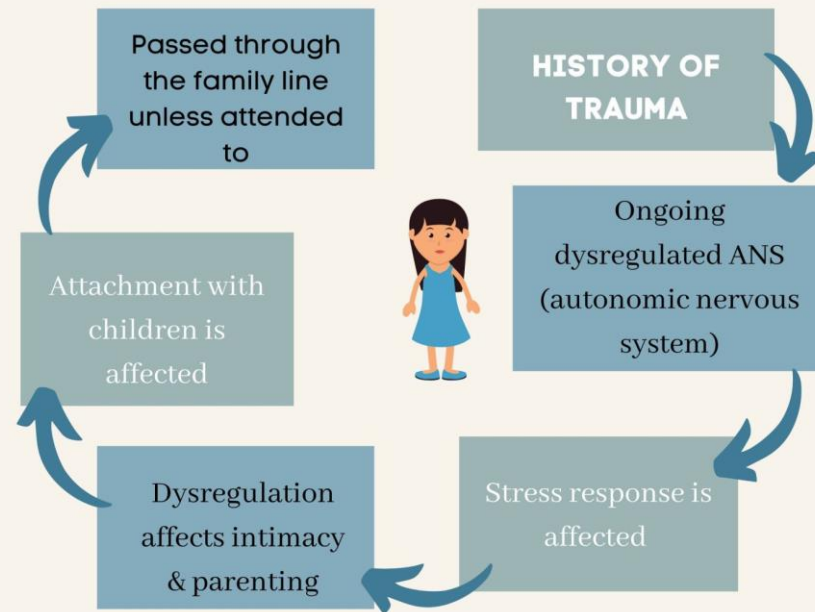 HISTORY OF
TRAUMA
Ongoing
dysregulated ANS
(autonomic nervous
system)
Stress response is
affected
Dysregulation
affects intimacy
& parenting
Attachment with
children is
affected
Passed through
the family line
unless attended
to